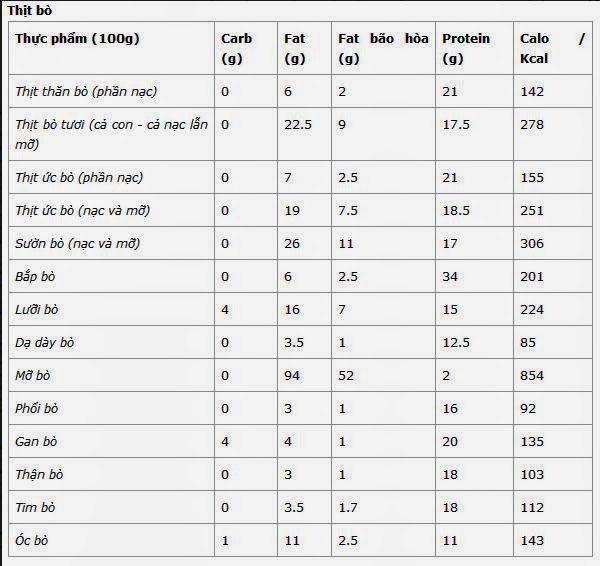 Thịt bò
Thực phẩm (100g) Carb (g) Fat (g) Fat bão hòa (g) Protein (g) Calo / Kcal
Thịt thăn bò (phần nạc) 0 6 2 21 142
Thịt bò tươi (cả con - cả nạc lẫn mỡ) 0 22.5 9 17.5 278
Thịt ức bò (phần nạc) 0 7 2.5 21 155
Thịt ức bò (nạc và mỡ) 0 19 7.5 18.5 251
Sườn bò (nạc và mỡ) 0 26 11 17 306
Bắp bò 0 6 2.5 34 201
Lưỡi bò 4 16 7 15 224
Dạ dày bò 0 3.5 1 12.5 85
Mỡ bò 0 94 52 2 854
Phổi bò 0 3 1 16 92
Gan bò 4 4 1 20 135
Thận bò 0 3 1 18 103
Tim bò 0 3.5 1.7 18 112
Óc bò 1 11 2.5 11 143